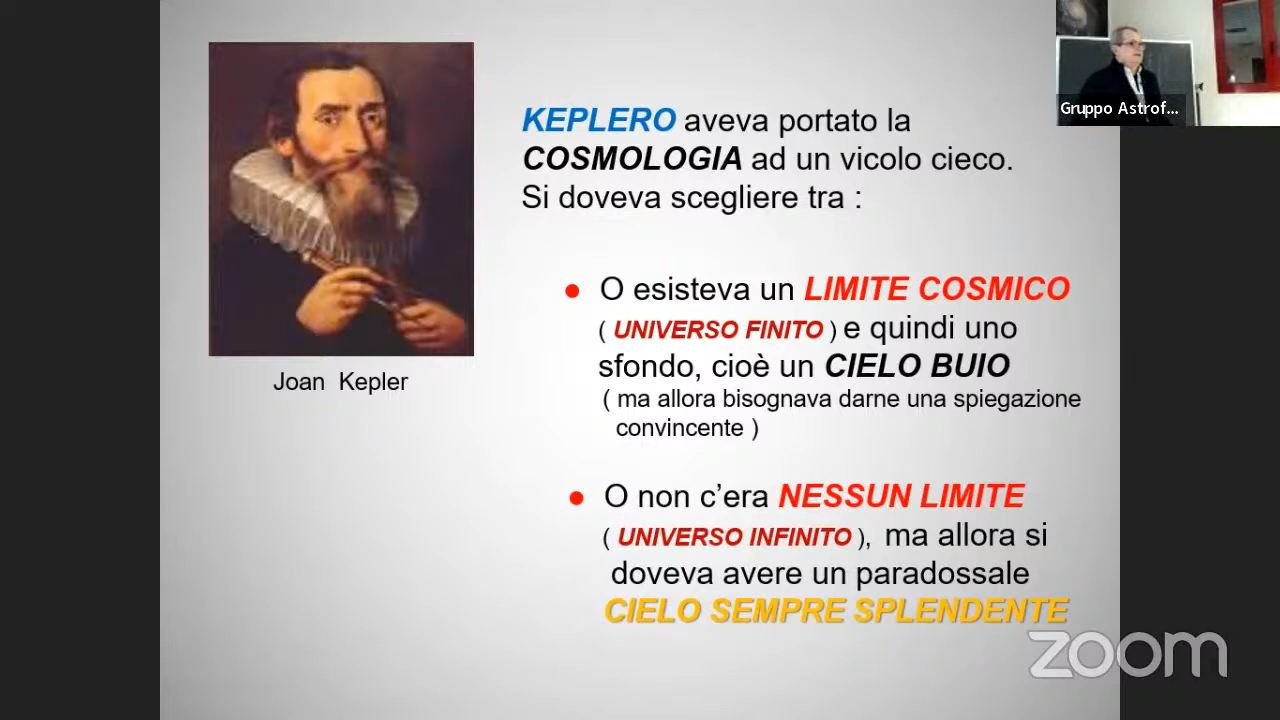 KEPLERO aveva portato la
COSMOLOGIA ad un vicolo cieco.
Si doveva scegliere tra :
● O esisteva un LIMITE COSMICO
( UNIVERSO FINITO ) e quindi uno
sfondo, cioè un CIELO BUIO
( ma allora bisognava darne una spiegazione
convincente )
● O non c’era NESSUN LIMITE
( UNIVERSO INFINITO ), ma allora si
doveva avere un paradossale
CIELO SEMPRE SPLENDENTE
Joan Kepler
Gruppo Astrof...
zoom